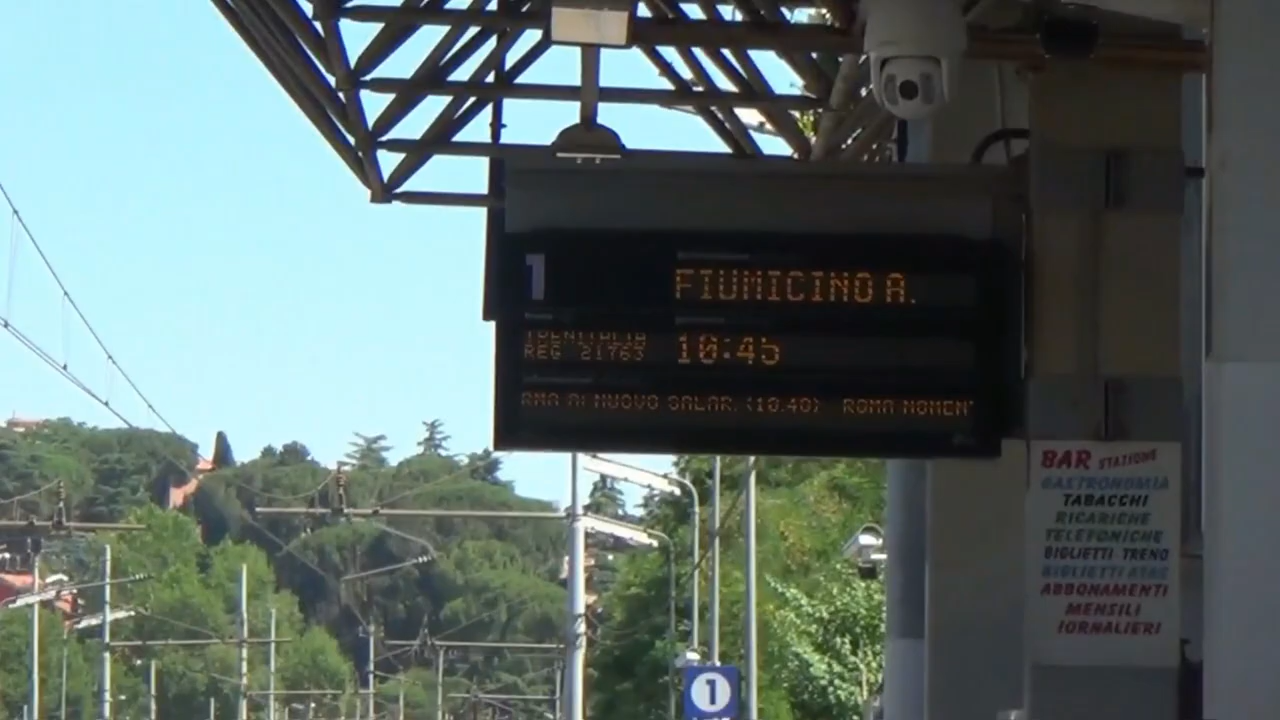 1
FIUMICINO A.
TRENITALIA
REG 21763
10:45
NUOVO SALAR. (10.40) ROMA NOMEN
BAR STAZIONE
GASTRONOMIA
TABACCHI
RICARICHE
TELEFONICHE
BIGLIETTI TRENO
BIGLIETTI ATAC
ABBONAMENTI
MENSILI
IORNALIERI
1